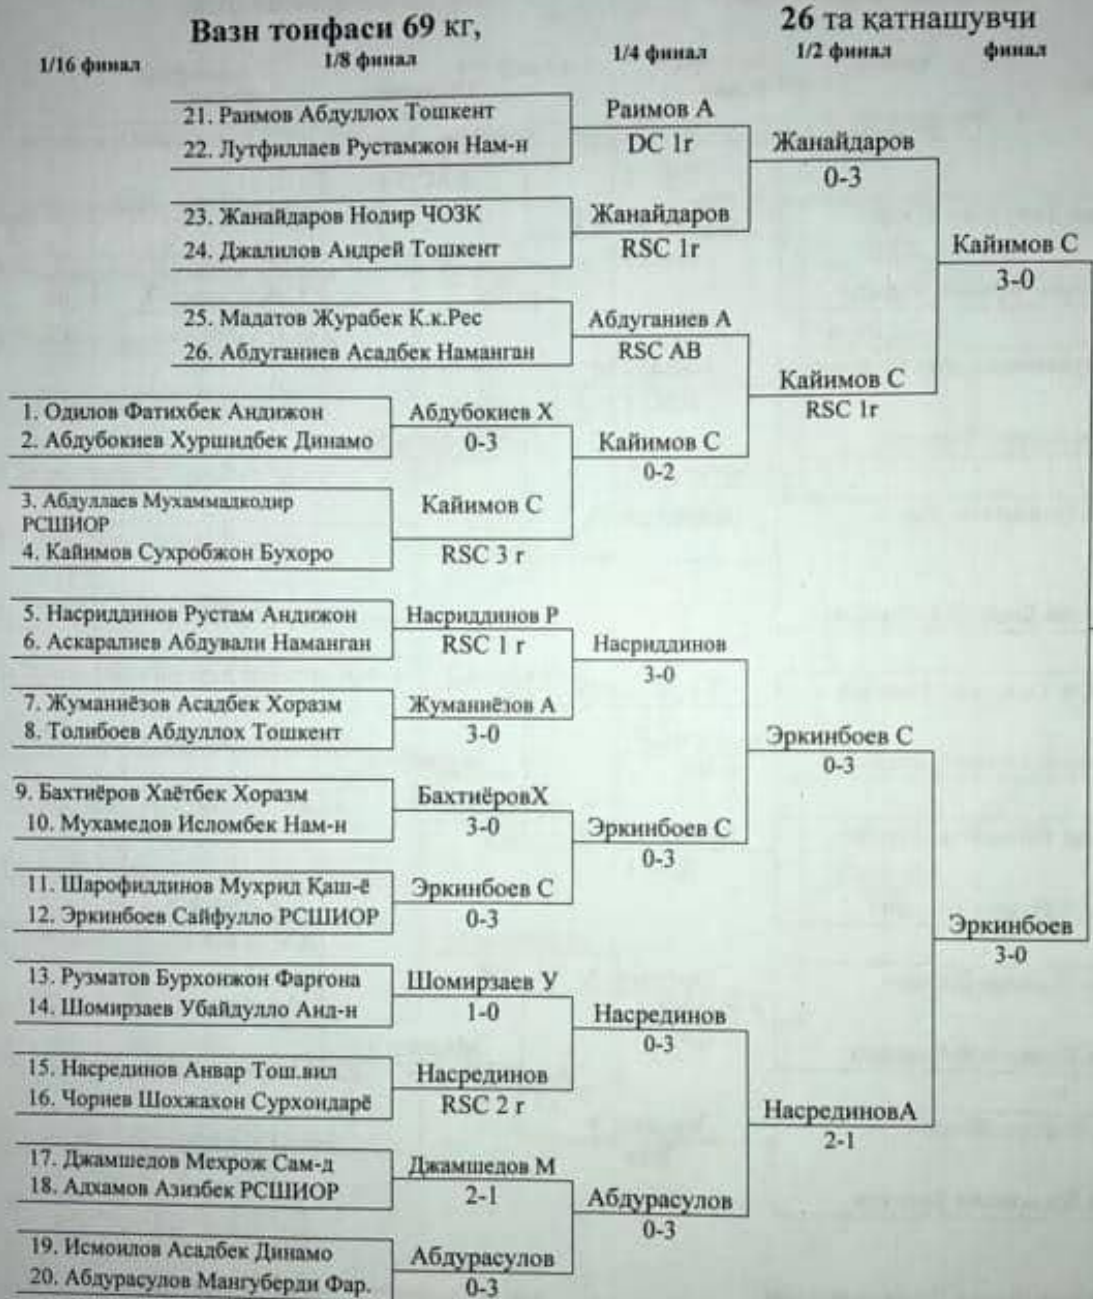 Вазн тоифаси 69 кг,
26 та қатнашувчи
1/16 финал
1/8 финал
1/4 финал
1/2 финал
финал
21. Раимов Абдуллох Тошкент
22. Лутфиллаев Рустамжон Нам-н
Раимов А
DC 1r
Жанайдаров
0-3
23. Жанайдаров Нодир ЧОЗК
24. Джалилов Андрей Тошкент
Жанайдаров
RSC 1r
Кайимов С
3-0
25. Мадатов Журабек К.к.Рес
26. Абдуганиев Асадбек Наманган
Абдуганиев А
RSC АВ
Кайимов С
RSC 1r
1. Одилов Фатихбек Андижон
2. Абдубокиев Хуршидбек Динамо
Абдубокиев Х
0-3
Кайимов С
0-2
3. Абдуллаев Мухаммадкодир
РСШИОР
4. Кайимов Сухробжон Бухоро
Кайимов С
RSC 3 r
5. Насриддинов Рустам Андижон
6. Аскаралиев Абдували Наманган
Насриддинов Р
RSC 1 r
Насриддинов
3-0
7. Жуманиёзов Асадбек Хоразм
8. Толибоев Абдуллох Тошкент
Жуманиёзов А
3-0
Эркинбоев С
0-3
9. Бахтиёров Хаётбек Хоразм
10. Мухамедов Исломбек Нам-н
БахтиёровХ
3-0
Эркинбоев С
0-3
11. Шарофиддинов Мухрид Қаш-ё
12. Эркинбоев Сайфулло РСШИОР
Эркинбоев С
0-3
Эркинбоев
3-0
13. Рузматов Бурхонжон Фаргона
14. Шомирзаев Убайдулло Анд-н
Шомирзаев У
1-0
Насрединов
0-3
15. Насрединов Анвар Тош.вил
16. Чориев Шохжахон Сурхондарё
Насрединов
RSC 2 r
НасрединовА
2-1
17. Джамшедов Мехрож Сам-д
18. Адхамов Азизбек РСШИОР
Джамшедов М
2-1
Абдурасулов
0-3
19. Исмоилов Асадбек Динамо
20. Абдурасулов Мангуберди Фар.
Абдурасулов
0-3